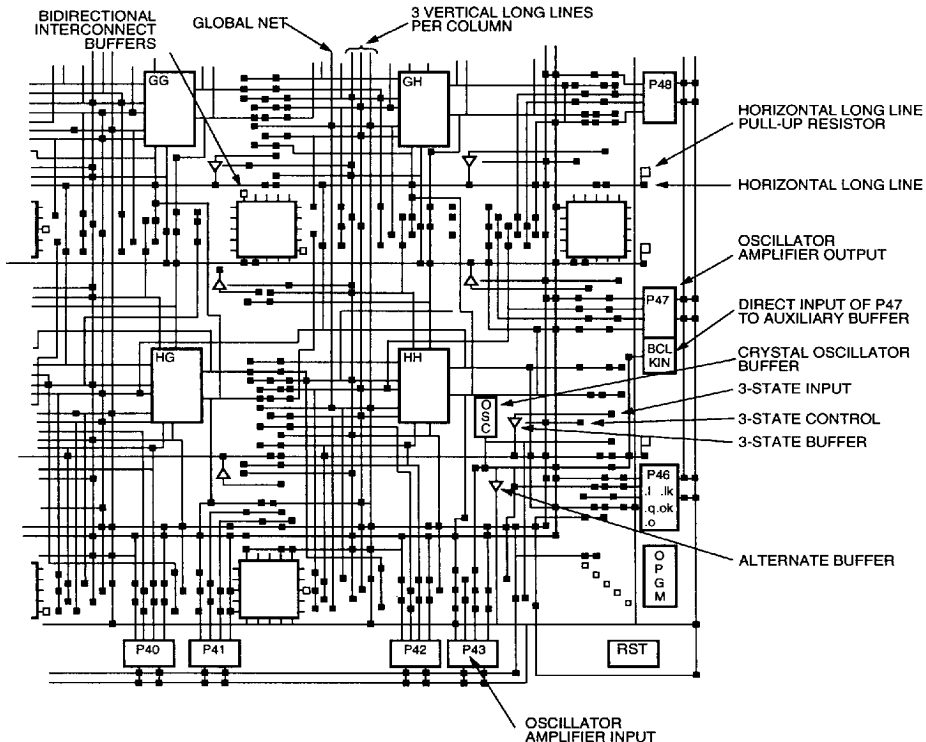 BIDIRECTIONAL
INTERCONNECT
BUFFERS
GLOBAL NET
3 VERTICAL LONG LINES
PER COLUMN
GG
GH
P48
HORIZONTAL LONG LINE
PULL-UP RESISTOR
HORIZONTAL LONG LINE
OSCILLATOR
AMPLIFIER OUTPUT
P47
DIRECT INPUT OF P47
TO AUXILIARY BUFFER
BCL
KIN
HG
HH
CRYSTAL OSCILLATOR
BUFFER
OSC
3-STATE INPUT
3-STATE CONTROL
3-STATE BUFFER
P46
.l .lk
.q.ok
.o
ALTERNATE BUFFER
OPGM
P40
P41
P42
P43
RST
OSCILLATOR
AMPLIFIER INPUT